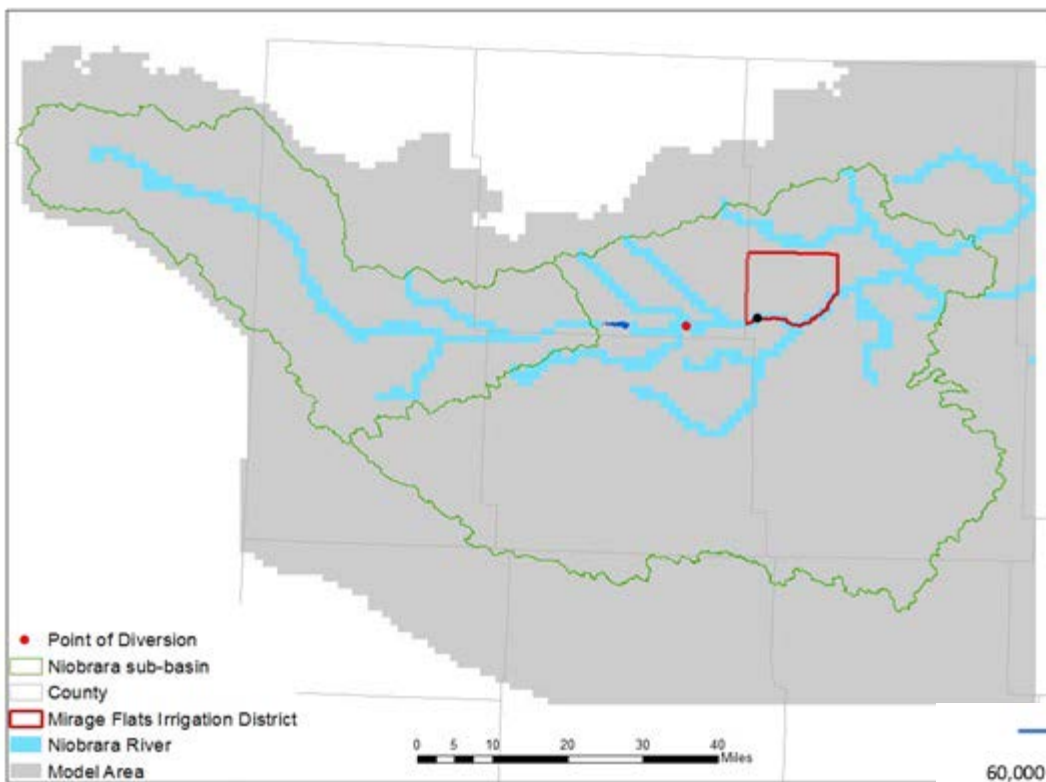 Point of Diversion
Niobrara sub-basin
County
Mirage Flats Irrigation District
Niobrara River
Model Area
0 5 10 20 30 40
Miles
60,000